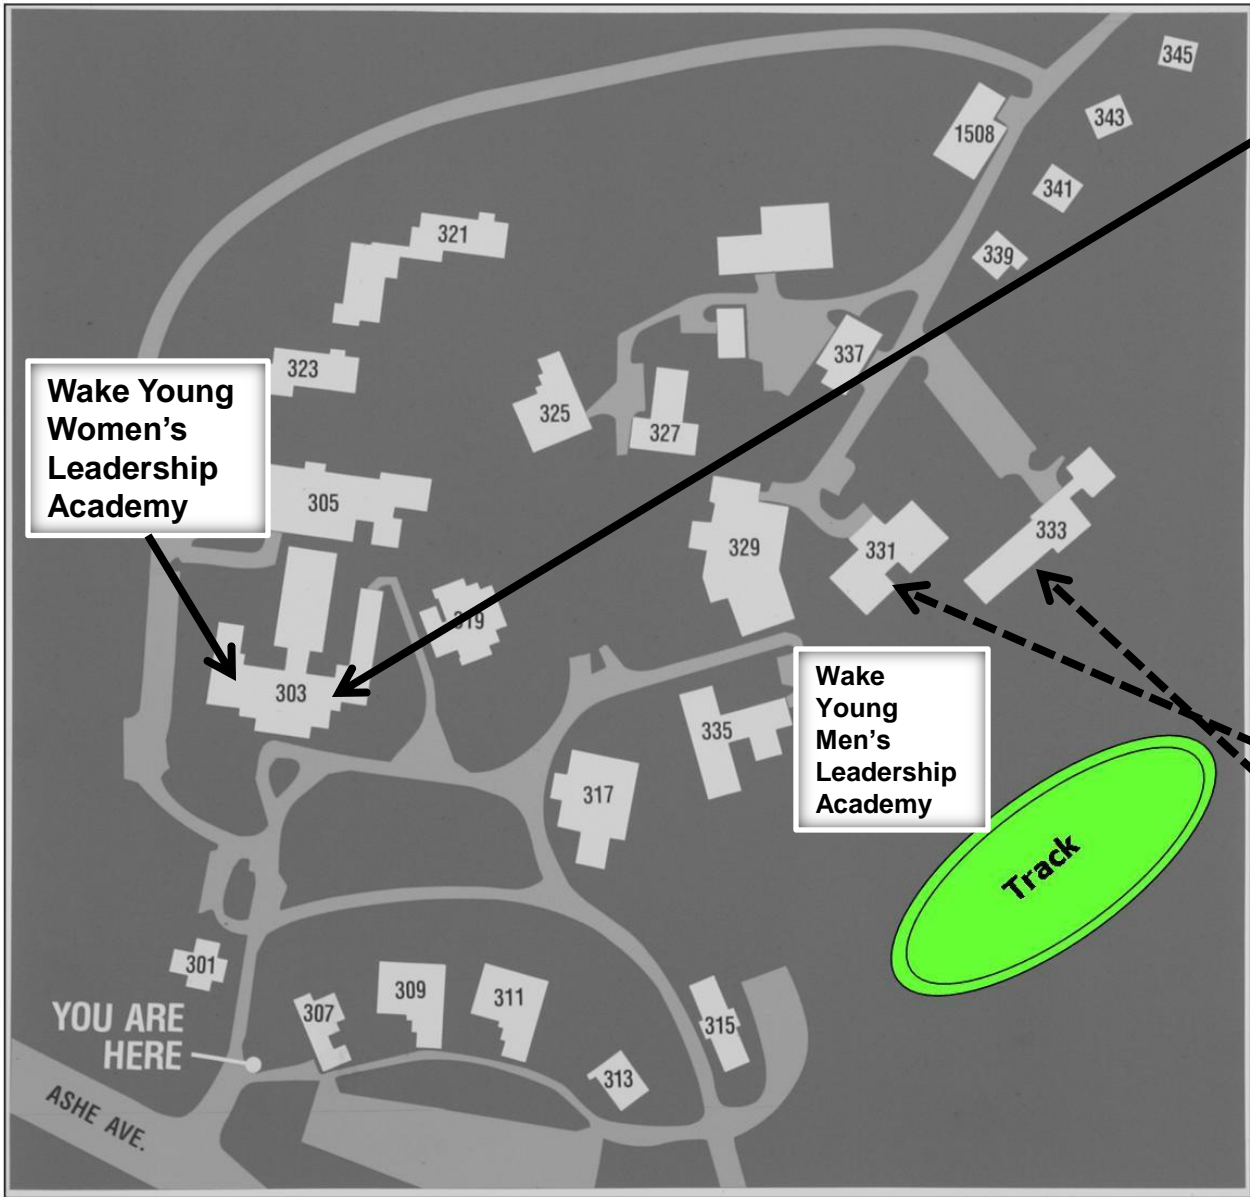 345
343
1508
341
339
321
337
323
325
327
Wake Young
Women’s
Leadership
Academy
305
329
331
333
319
303
Wake
Young
Men’s
Leadership
Academy
335
317
Track
301
309
311
307
315
YOU ARE
HERE
313
ASHE AVE.